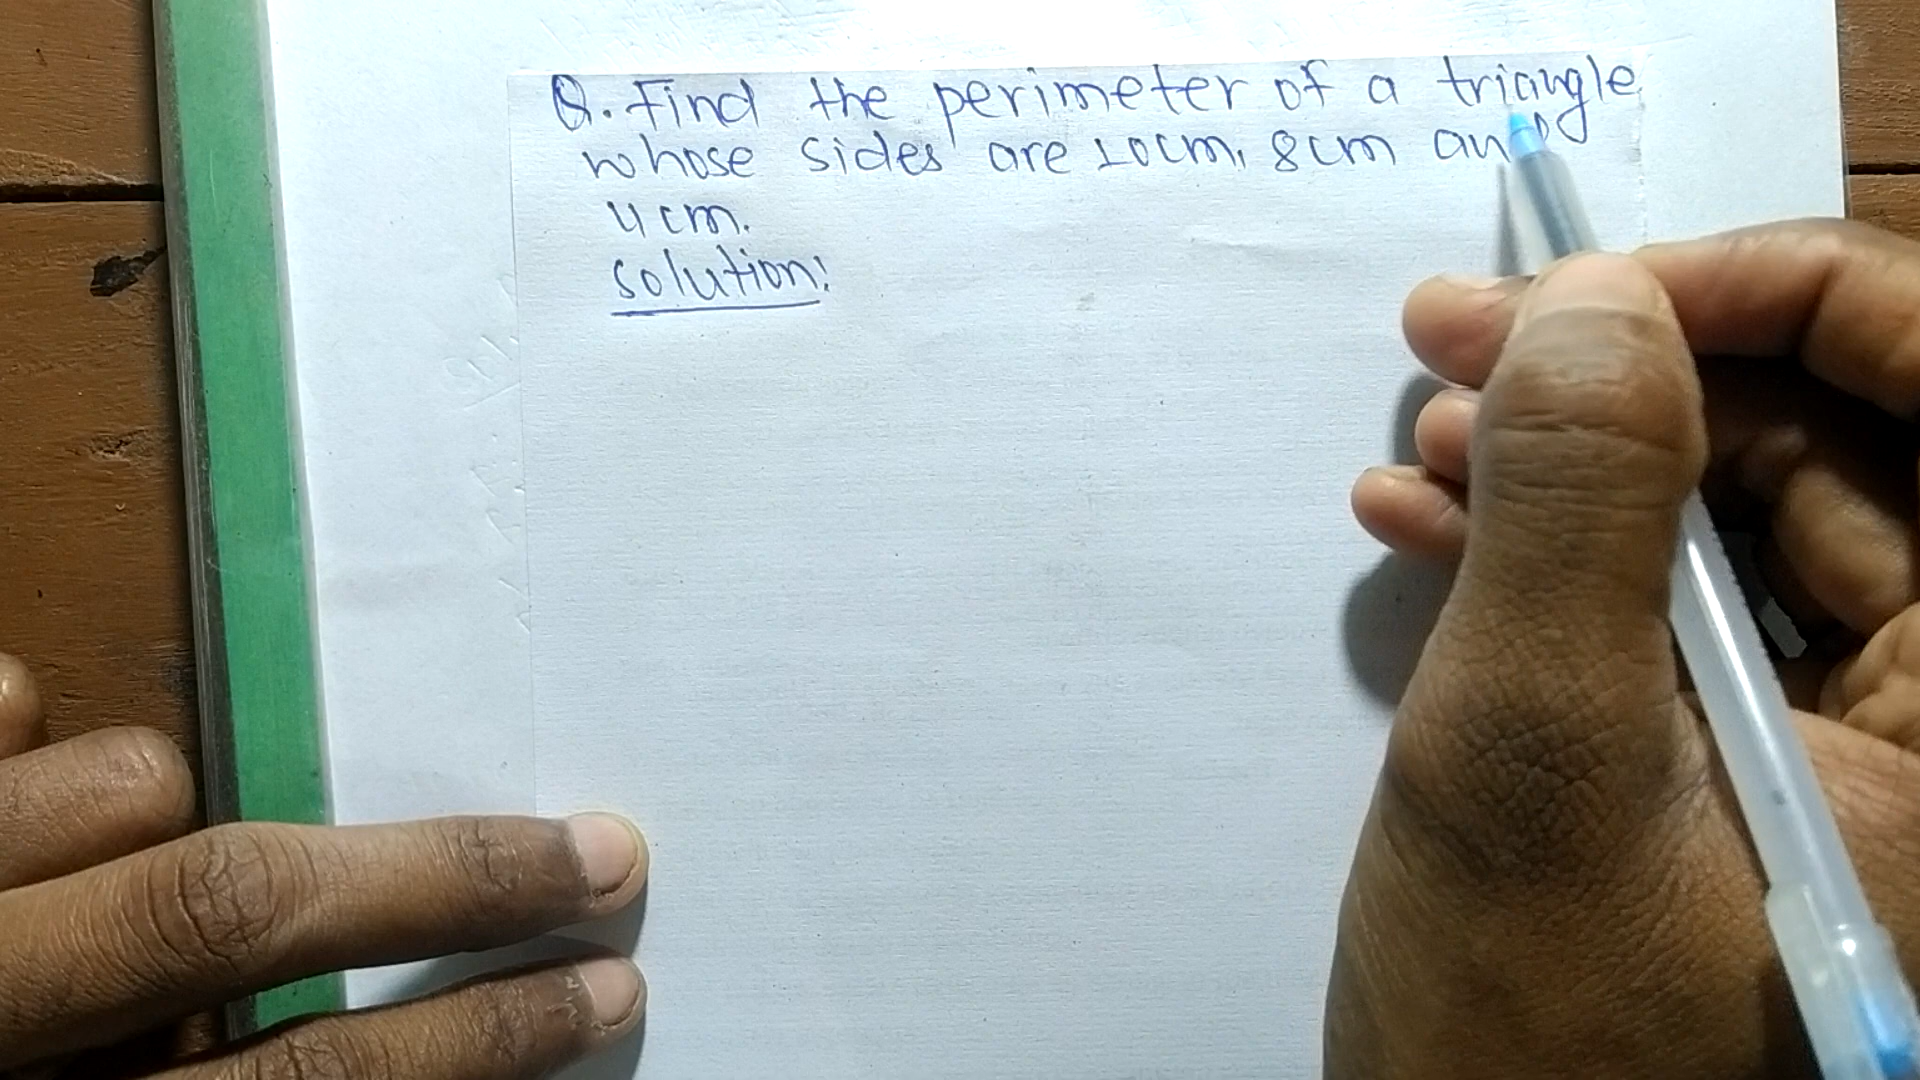 Q. Find the perimeter of a triangle
whose sides are 10cm, 8cm and
4cm.
Solution: